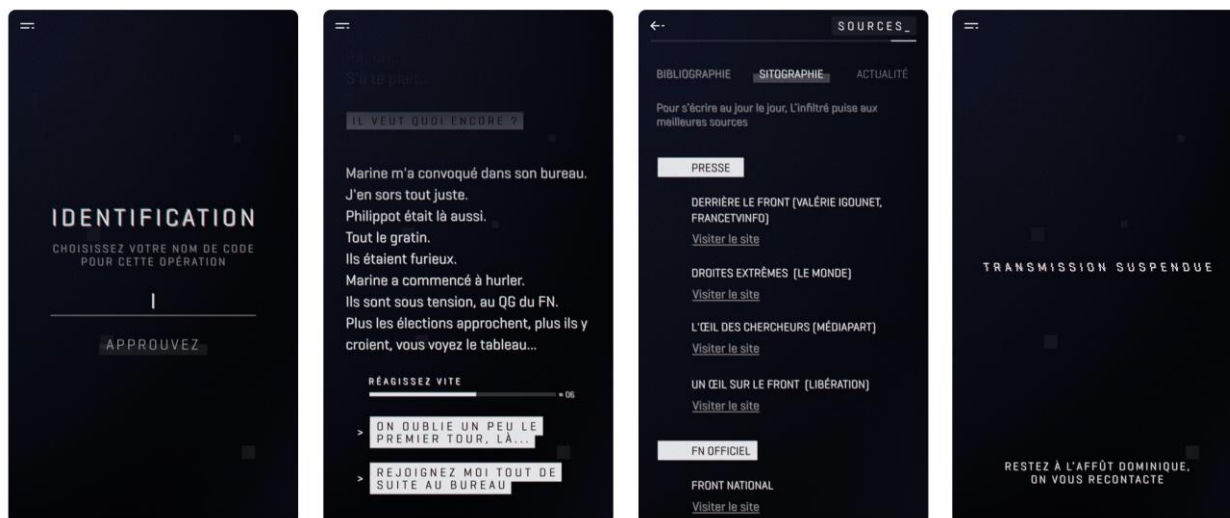 IDENTIFICATION
CHOISISSEZ VOTRE NOM DE CODE
POUR CETTE OPÉRATION
APPROUVEZ
S'il te plaît...
IL VEUT QUOI ENCORE ?
Marine m'a convoqué dans son bureau.
J'en sors tout juste.
Philippot était là aussi.
Tout le gratin.
Ils étaient furieux.
Marine a commencé à hurler.
Ils sont sous tension, au QG du FN.
Plus les élections approchent, plus ils y
croient, vous voyez le tableau...
RÉAGISSEZ VITE
06
> ON OUBLIE UN PEU LE
PREMIER TOUR, LÀ...
> REJOIGNEZ MOI TOUT DE
SUITE AU BUREAU
SOURCES_
BIBLIOGRAPHIE SITOGRAPHIE ACTUALITÉ
Pour s'écrire au jour le jour, L'infiltré puise aux
meilleures sources
PRESSE
DERRIÈRE LE FRONT (VALÉRIE IGOUNET,
FRANCETVINFO)
Visiter le site
DROITES EXTRÊMES (LE MONDE)
Visiter le site
L'ŒIL DES CHERCHEURS (MÉDIAPART)
Visiter le site
UN ŒIL SUR LE FRONT (LIBÉRATION)
Visiter le site
FN OFFICIEL
FRONT NATIONAL
Visiter le site
TRANSMISSION SUSPENDUE
RESTEZ À L'AFFÛT DOMINIQUE,
ON VOUS RECONTACTE